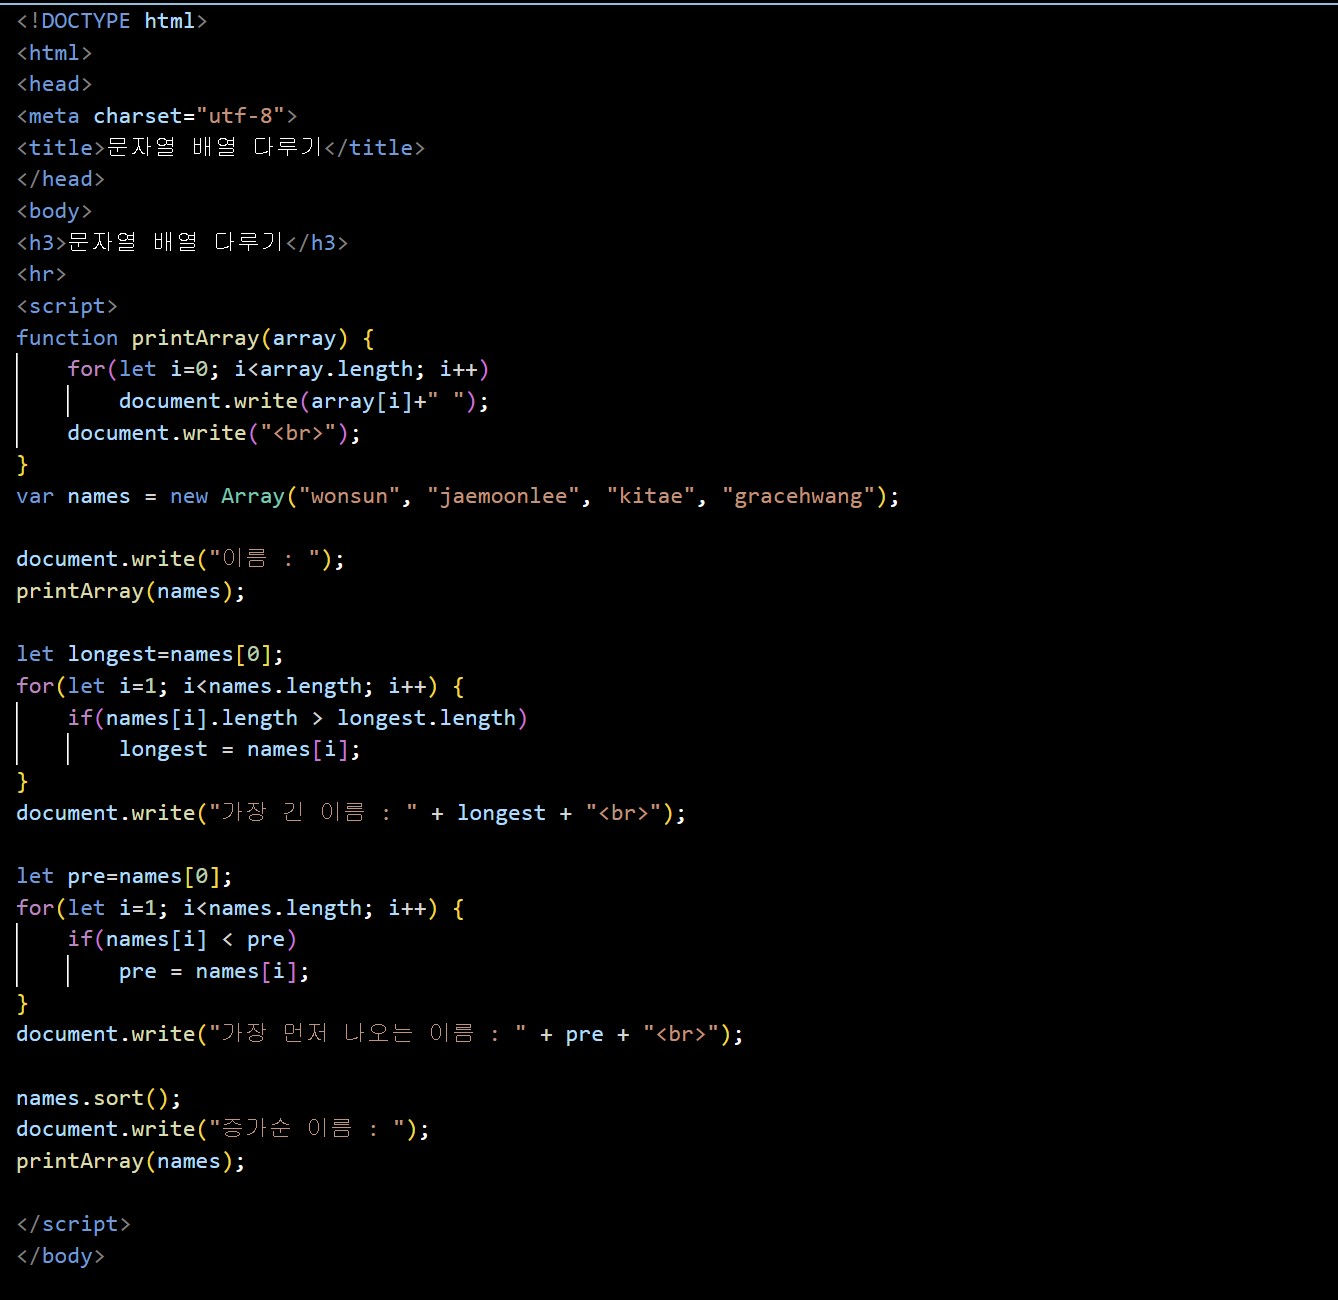 <!DOCTYPE html>
<html>
<head>
<meta charset="utf-8">
<title>문자열 배열 다루기</title>
</head>
<body>
<h3>문자열 배열 다루기</h3>
<hr>
<script>
function printArray(array) {
    for(let i=0; i<array.length; i++)
        document.write(array[i]+" ");
    document.write("<br>");
}
var names = new Array("wonsun", "jaemoonlee", "kitae", "gracehwang");

document.write("이름 : ");
printArray(names);

let longest=names[0];
for(let i=1; i<names.length; i++) {
    if(names[i].length > longest.length)
        longest = names[i];
}
document.write("가장 긴 이름 : " + longest + "<br>");

let pre=names[0];
for(let i=1; i<names.length; i++) {
    if(names[i] < pre)
        pre = names[i];
}
document.write("가장 먼저 나오는 이름 : " + pre + "<br>");

names.sort();
document.write("증가순 이름 : ");
printArray(names);

</script>
</body>